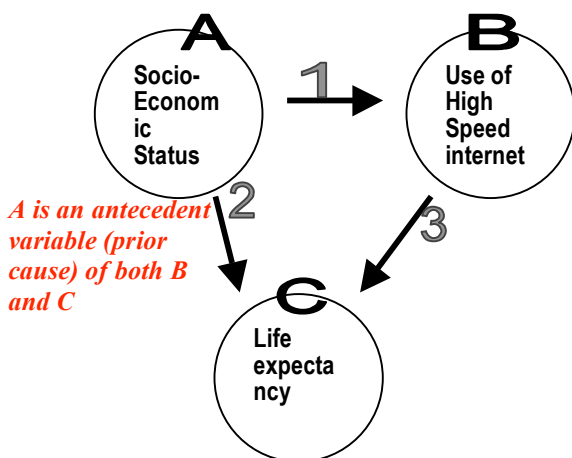 A
Socio-
Econom
ic
Status
1
B
Use of
High
Speed
internet
A is an antecedent
variable (prior
cause) of both B
and C
2
3
C
Life
expecta
ncy